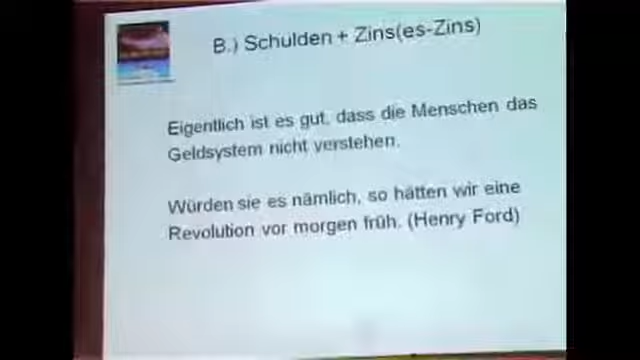 B.) Schulden + Zins(es-Zins)
Eigentlich ist es gut, dass die Menschen das
Geldsystem nicht verstehen.
Würden sie es nämlich, so hätten wir eine
Revolution vor morgen früh. (Henry Ford)